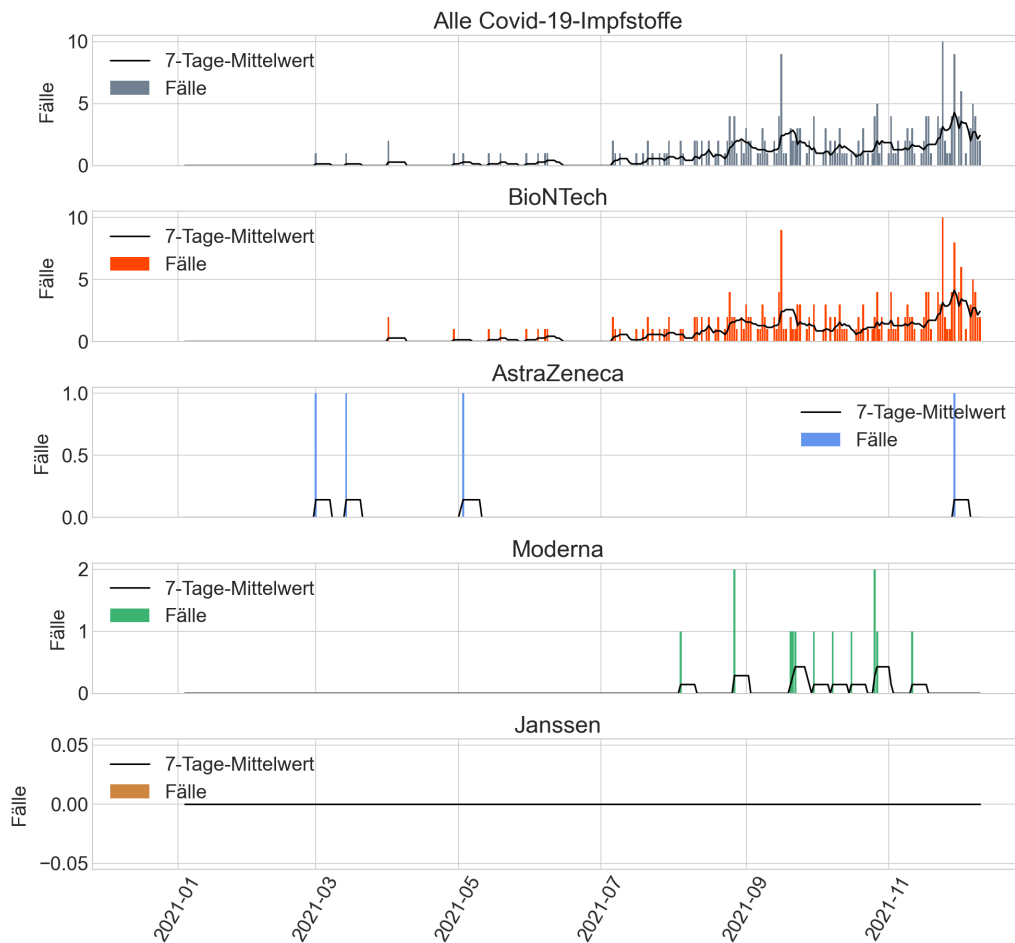 Alle Covid-19-Impfstoffe
10
5
0
Fälle
7-Tage-Mittelwert
Fälle
BioNTech
10
5
0
Fälle
7-Tage-Mittelwert
Fälle
AstraZeneca
1.0
0.5
0.0
Fälle
7-Tage-Mittelwert
Fälle
Moderna
2
1
0
Fälle
7-Tage-Mittelwert
Fälle
Janssen
0.05
0.00
−0.05
Fälle
7-Tage-Mittelwert
Fälle
2021-01
2021-03
2021-05
2021-07
2021-09
2021-11